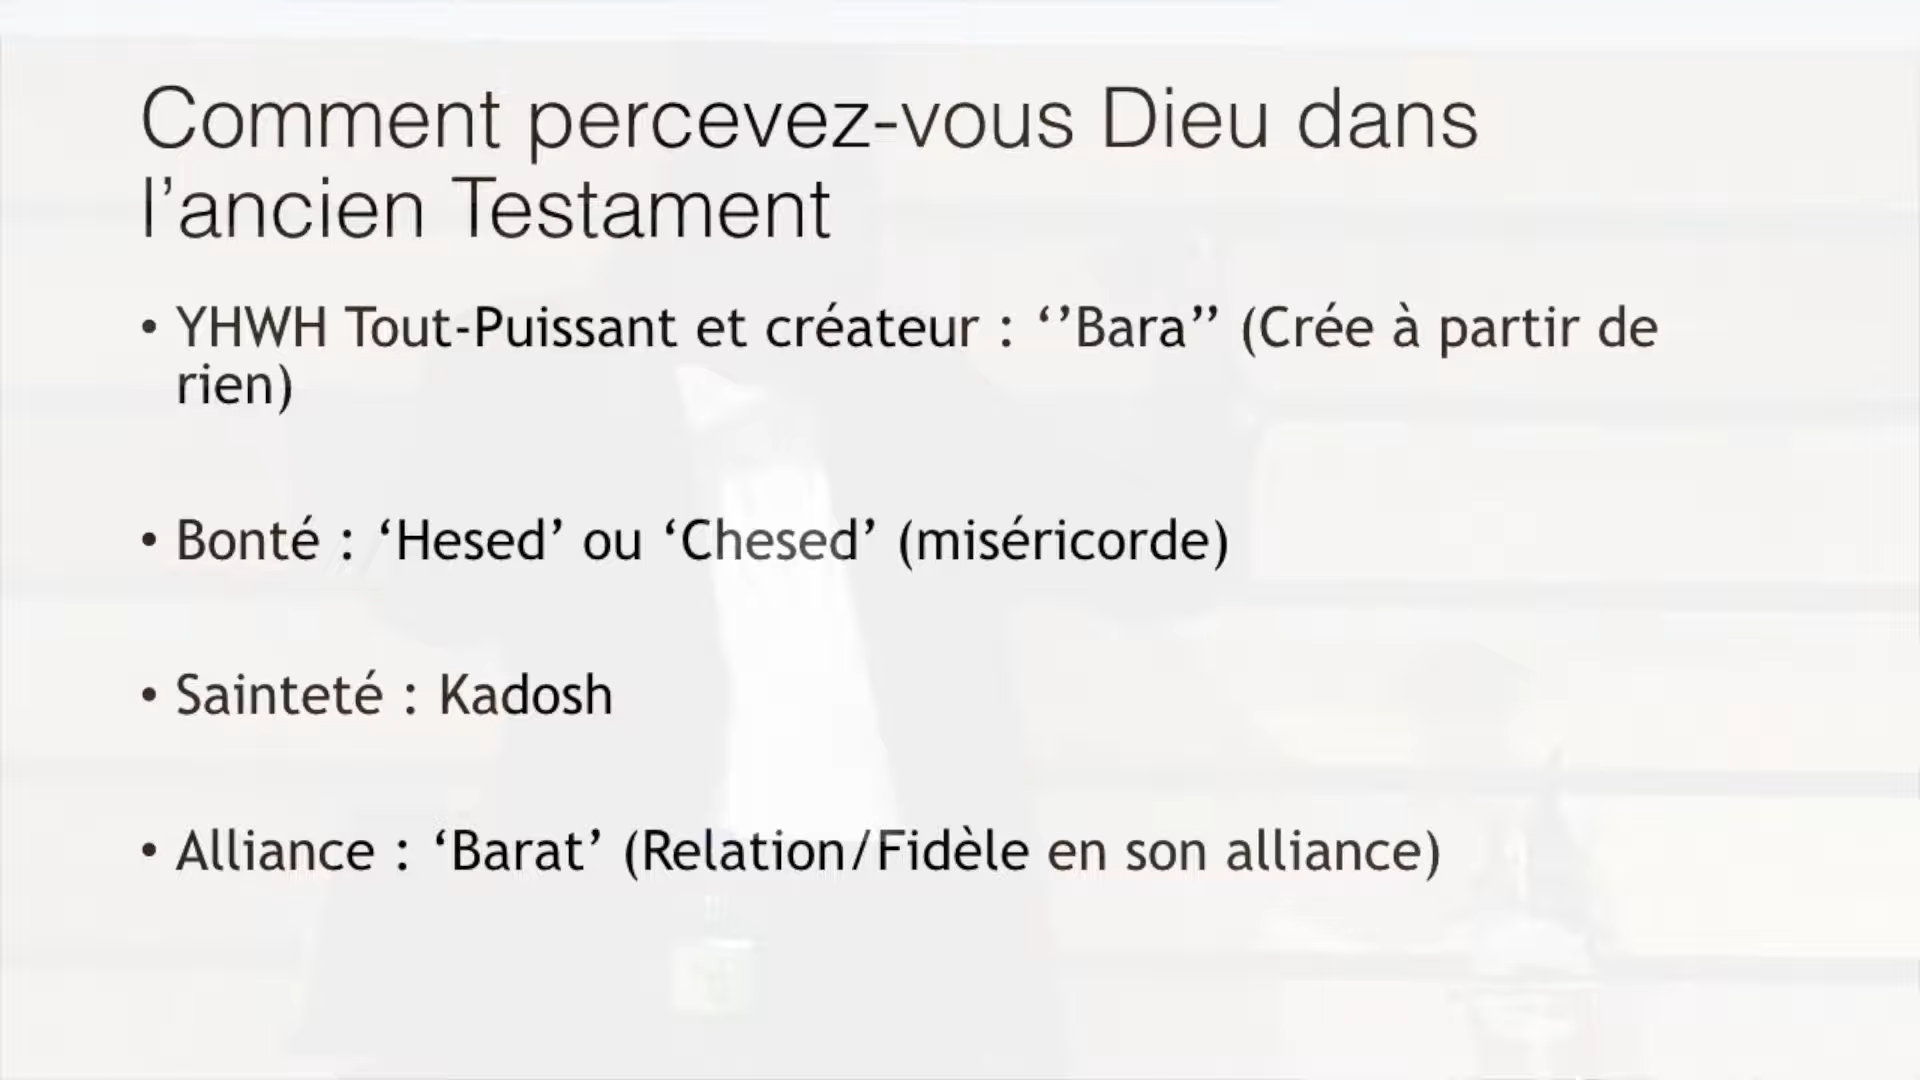 Comment percevez-vous Dieu dans
l’ancien Testament
• YHWH Tout-Puissant et créateur : ‘’Bara’’ (Crée à partir de
rien)
• Bonté : ‘Hesed’ ou ‘Chesed’ (miséricorde)
• Sainteté : Kadosh
• Alliance : ‘Barat’ (Relation/Fidèle en son alliance)